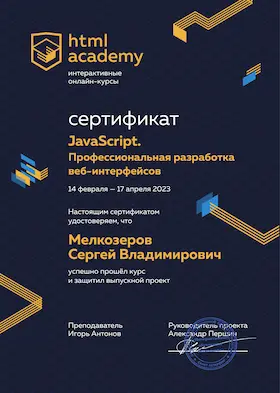 html
academy
интерактивные
онлайн-курсы
сертификат
JavaScript.
Профессиональная разработка
веб-интерфейсов
14 февраля — 17 апреля 2023
Настоящим сертификатом
удостоверяем, что
Мелкозеров
Сергей Владимирович
успешно прошёл курс
и защитил выпускной проект
Преподаватель
Игорь Антонов
Руководитель проекта
Александр Першин